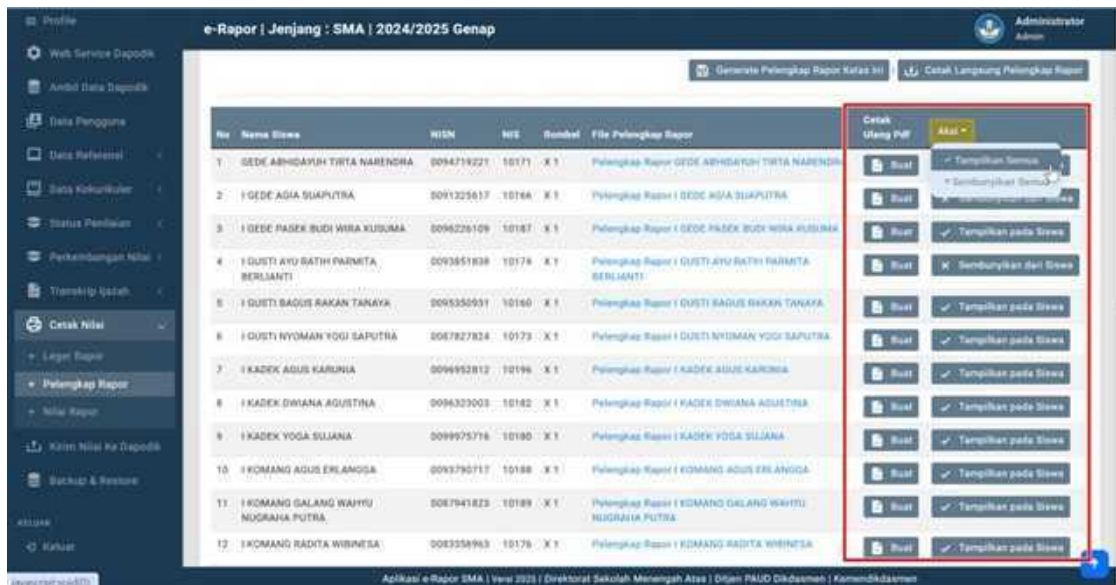 Profile
e-Rapor | Jenjang : SMA | 2024/2025 Genap
Administrator
Admin
Web Service Dapodik
Ambil Data Dapodik
Generate Pelengkap Rapor Kelas Ini
Cetak Langsung Pelengkap Rapor
Data Pengguna
Data Referensi
Data Kokurikuler
Status Penilaian
Perkembangan Nilai
Transkrip Ijazah
Cetak Nilai
Leger Rapor
Pelengkap Rapor
Nilai Rapor
Kirim Nilai Ke Dapodik
Backup & Restore
KELUAR
Keluar
No Nama Siswa NISN NIS Rombel File Pelengkap Rapor Cetak Ulang Pdf Aksi
Tampilkan Semua
Sembunyikan Semua
1 GEDE ABHIDAYUH TIRTA NARENDRA 0094719221 10171 X 1 Pelengkap Rapor GEDE ABHIDAYUH TIRTA NARENDRA Buat
2 I GEDE AGIA SUAPUTRA 0091325617 10166 X 1 Pelengkap Rapor I GEDE AGIA SUAPUTRA Buat Sembunyikan dari Siswa
3 I GEDE PASEK BUDI WIRA KUSUMA 0096226109 10187 X 1 Pelengkap Rapor I GEDE PASEK BUDI WIRA KUSUMA Buat Tampilkan pada Siswa
4 I GUSTI AYU RATIH PARMITA BERLIANTI 0093851838 10174 X 1 Pelengkap Rapor I GUSTI AYU RATIH PARMITA BERLIANTI Buat Sembunyikan dari Siswa
5 I GUSTI BAGUS RAKAN TANAYA 0095350931 10160 X 1 Pelengkap Rapor I GUSTI BAGUS RAKAN TANAYA Buat Tampilkan pada Siswa
6 I GUSTI NYOMAN YOGI SAPUTRA 0087827824 10173 X 1 Pelengkap Rapor I GUSTI NYOMAN YOGI SAPUTRA Buat Tampilkan pada Siswa
7 I KADEK AGUS KARUNIA 0096952812 10196 X 1 Pelengkap Rapor I KADEK AGUS KARUNIA Buat Tampilkan pada Siswa
8 I KADEK DWIANA AGUSTINA 0096323003 10182 X 1 Pelengkap Rapor I KADEK DWIANA AGUSTINA Buat Tampilkan pada Siswa
9 I KADEK YOGA SUJANA 0099975716 10180 X 1 Pelengkap Rapor I KADEK YOGA SUJANA Buat Tampilkan pada Siswa
10 I KOMANG AGUS ERLANGGA 0093790717 10188 X 1 Pelengkap Rapor I KOMANG AGUS ERLANGGA Buat Tampilkan pada Siswa
11 I KOMANG GALANG WAHYU NUGRAHA PUTRA 0087941823 10189 X 1 Pelengkap Rapor I KOMANG GALANG WAHYU NUGRAHA PUTRA Buat Tampilkan pada Siswa
12 I KOMANG RADITA WIBINESA 0083358963 10176 X 1 Pelengkap Rapor I KOMANG RADITA WIBINESA Buat Tampilkan pada Siswa
Aplikasi e-Rapor SMA | Versi 2025 | Direktorat Sekolah Menengah Atas | Ditjen PAUD Dikdasmen | Kemendikdasmen